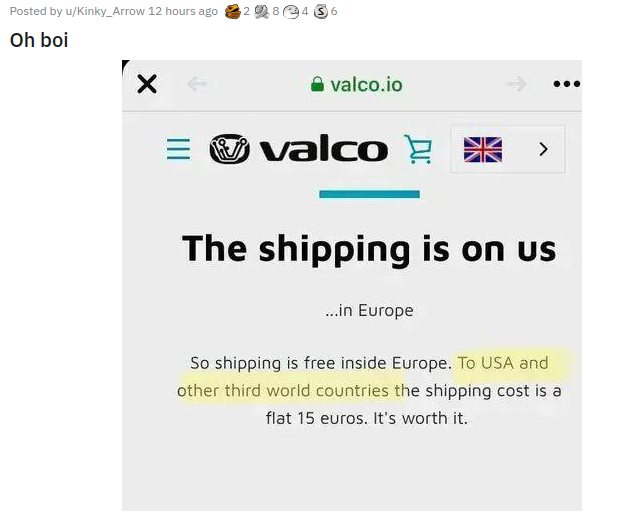 Posted by u/Kinky_Arrow 12 hours ago 2 8 4 S 6
Oh boi
valco.io
valco
The shipping is on us
...in Europe
So shipping is free inside Europe. To USA and
other third world countries the shipping cost is a
flat 15 euros. It's worth it.